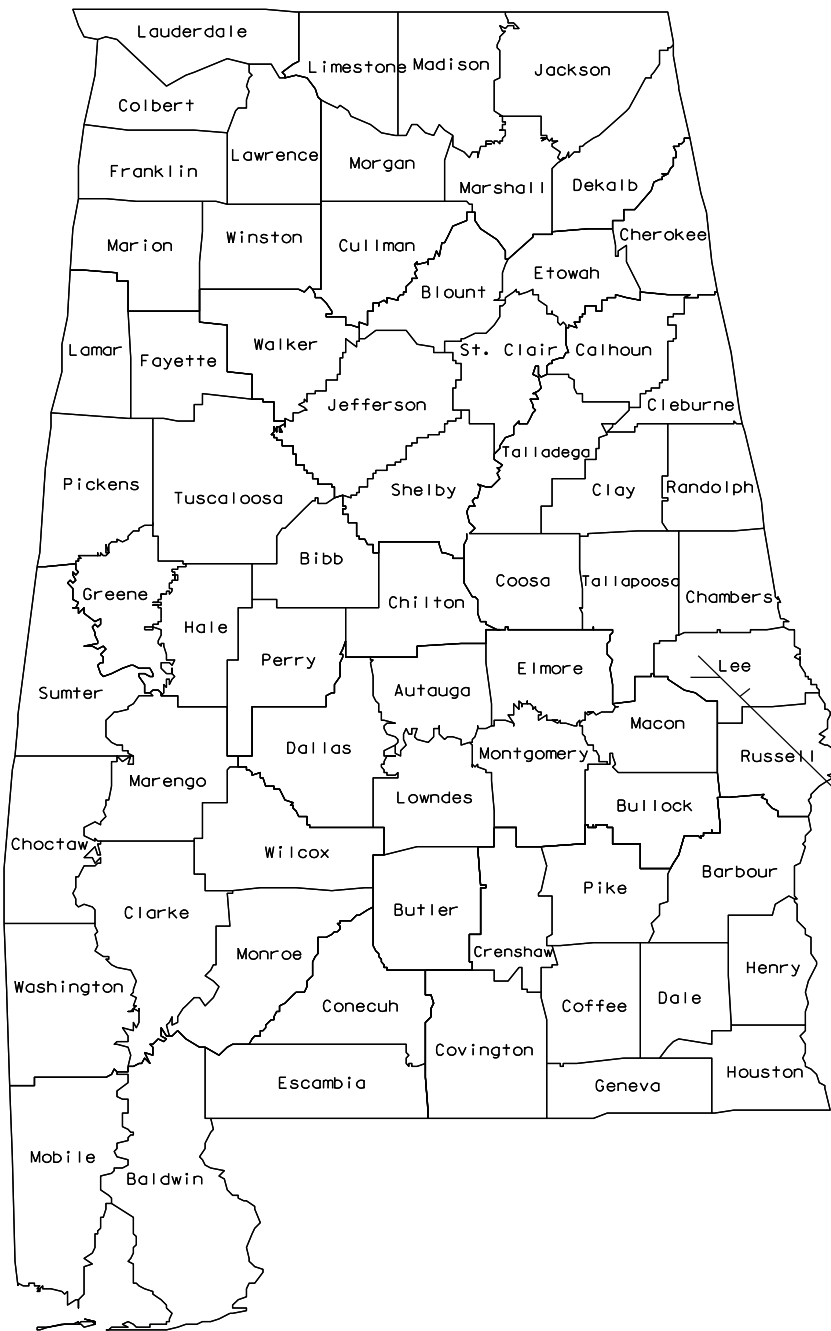 Lauderdale
Limestone
Madison
Jackson
Colbert
Lawrence
Franklin
Morgan
Marshall
Dekalb
Cherokee
Marion
Winston
Cullman
Etowah
Blount
Lamar
Fayette
Walker
St. Clair
Calhoun
Jefferson
Cleburne
Talladega
Pickens
Tuscaloosa
Shelby
Clay
Randolph
Bibb
Coosa
Tallapoosa
Greene
Chilton
Chambers
Hale
Perry
Elmore
Lee
Sumter
Autauga
Macon
Dallas
Montgomery
Russell
Marengo
Lowndes
Bullock
Choctaw
Wilcox
Barbour
Clarke
Butler
Pike
Monroe
Crenshaw
Henry
Washington
Conecuh
Coffee
Dale
Covington
Escambia
Geneva
Houston
Mobile
Baldwin